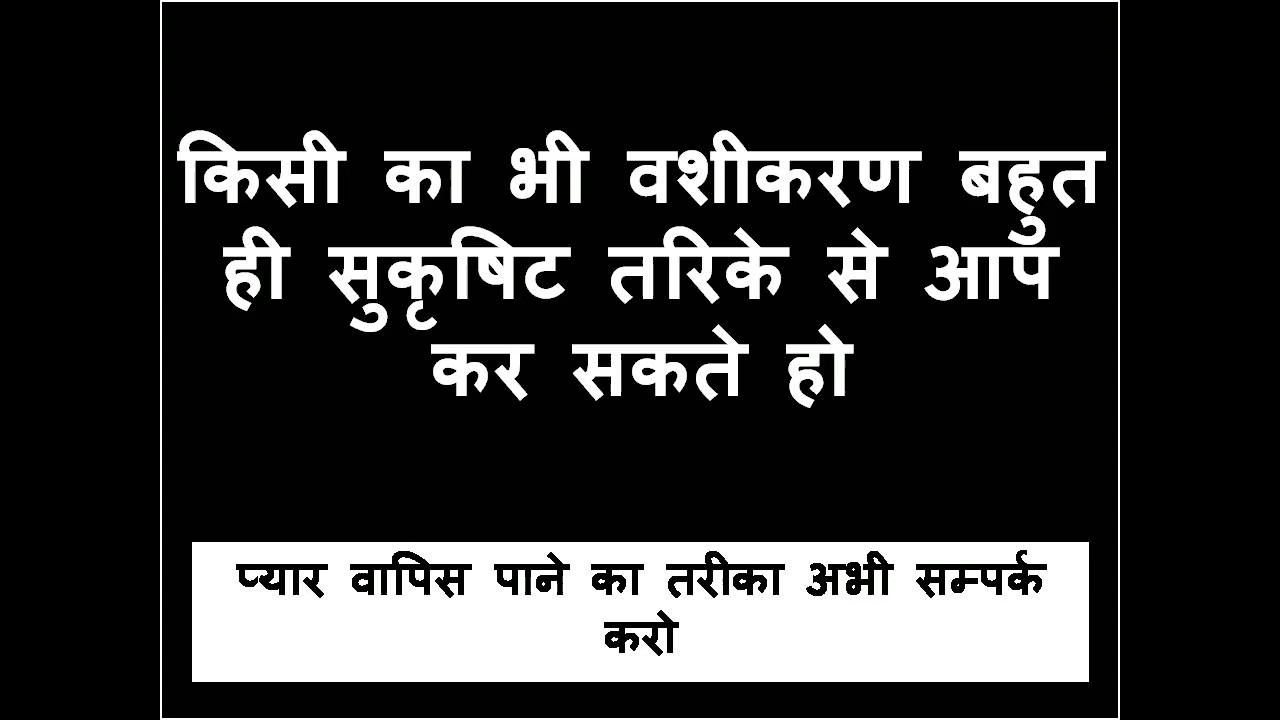 किसी का भी वशीकरण बहुत
ही सुकृषिट तरिके से आप
कर सकते हो
प्यार वापिस पाने का तरीका अभी सम्पर्क
करो